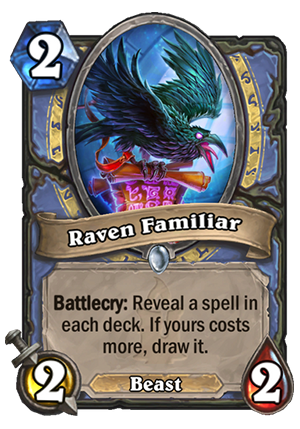 2
Raven Familiar
Battlecry: Reveal a spell in
each deck. If yours costs
more, draw it.
2
Beast
2